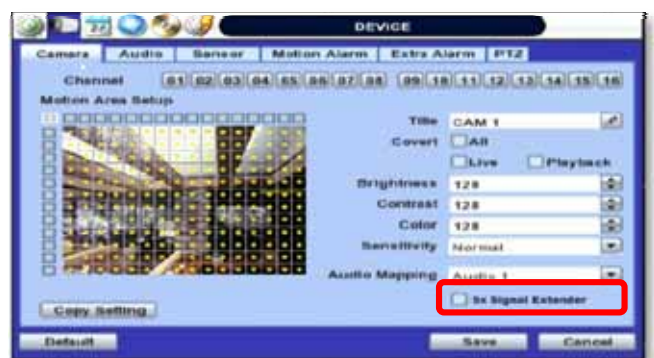 DEVICE
Camera Audio Sensor Motion Alarm Extra Alarm PTZ
Channel 01 02 03 04 05 06 07 08 09 10 11 12 13 14 15 16
Motion Area Setup
Title CAM 1
Covert All
Live Playback
Brightness 128
Contrast 128
Color 128
Sensitivity Normal
Audio Mapping Audio 1
5x Signal Extender
Copy Setting
Default Save Cancel